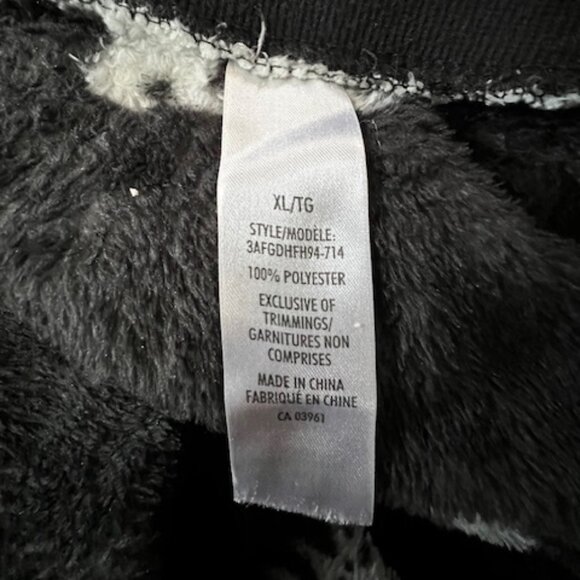 XL/TG
STYLE/MODÈLE:
3AFGDHFH94-714
100% POLYESTER
EXCLUSIVE OF
TRIMMINGS/
GARNITURES NON
COMPRISES
MADE IN CHINA
FABRIQUÉ EN CHINE
CA 03961